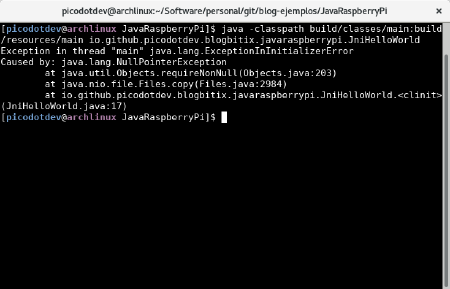 picodotdev@archlinux:~/Software/personal/git/blog-ejemplos/JavaRaspberryPi
[picodotdev@archlinux JavaRaspberryPi]$ java -classpath build/classes/main:build
/resources/main io.github.picodotdev.blogbitix.javaraspberrypi.JniHelloWorld
Exception in thread "main" java.lang.ExceptionInInitializerError
Caused by: java.lang.NullPointerException
        at java.util.Objects.requireNonNull(Objects.java:203)
        at java.nio.file.Files.copy(Files.java:2984)
        at io.github.picodotdev.blogbitix.javaraspberrypi.JniHelloWorld.<clinit>
(JniHelloWorld.java:17)
[picodotdev@archlinux JavaRaspberryPi]$